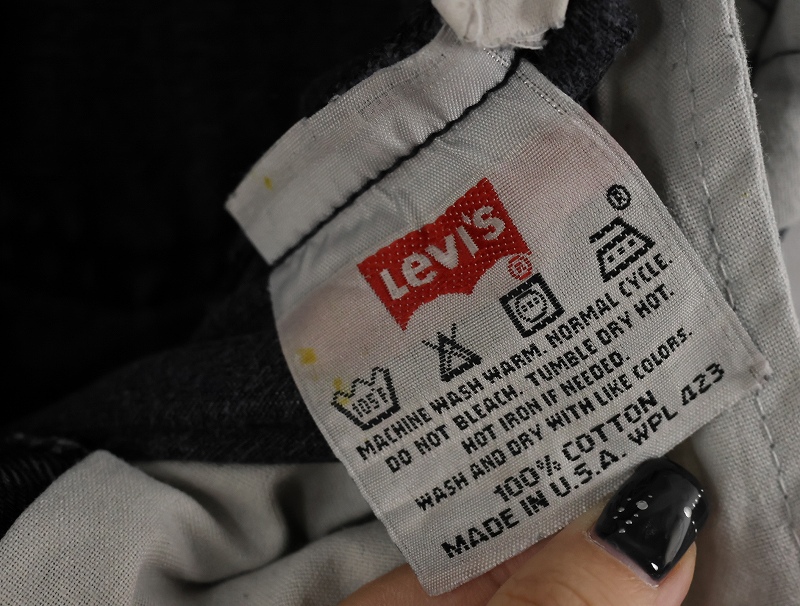 LEVI'S ®
®
105F
MACHINE WASH WARM. NORMAL CYCLE.
DO NOT BLEACH. TUMBLE DRY HOT.
HOT IRON IF NEEDED.
WASH AND DRY WITH LIKE COLORS.
100% COTTON
MADE IN U.S.A. WPL 423